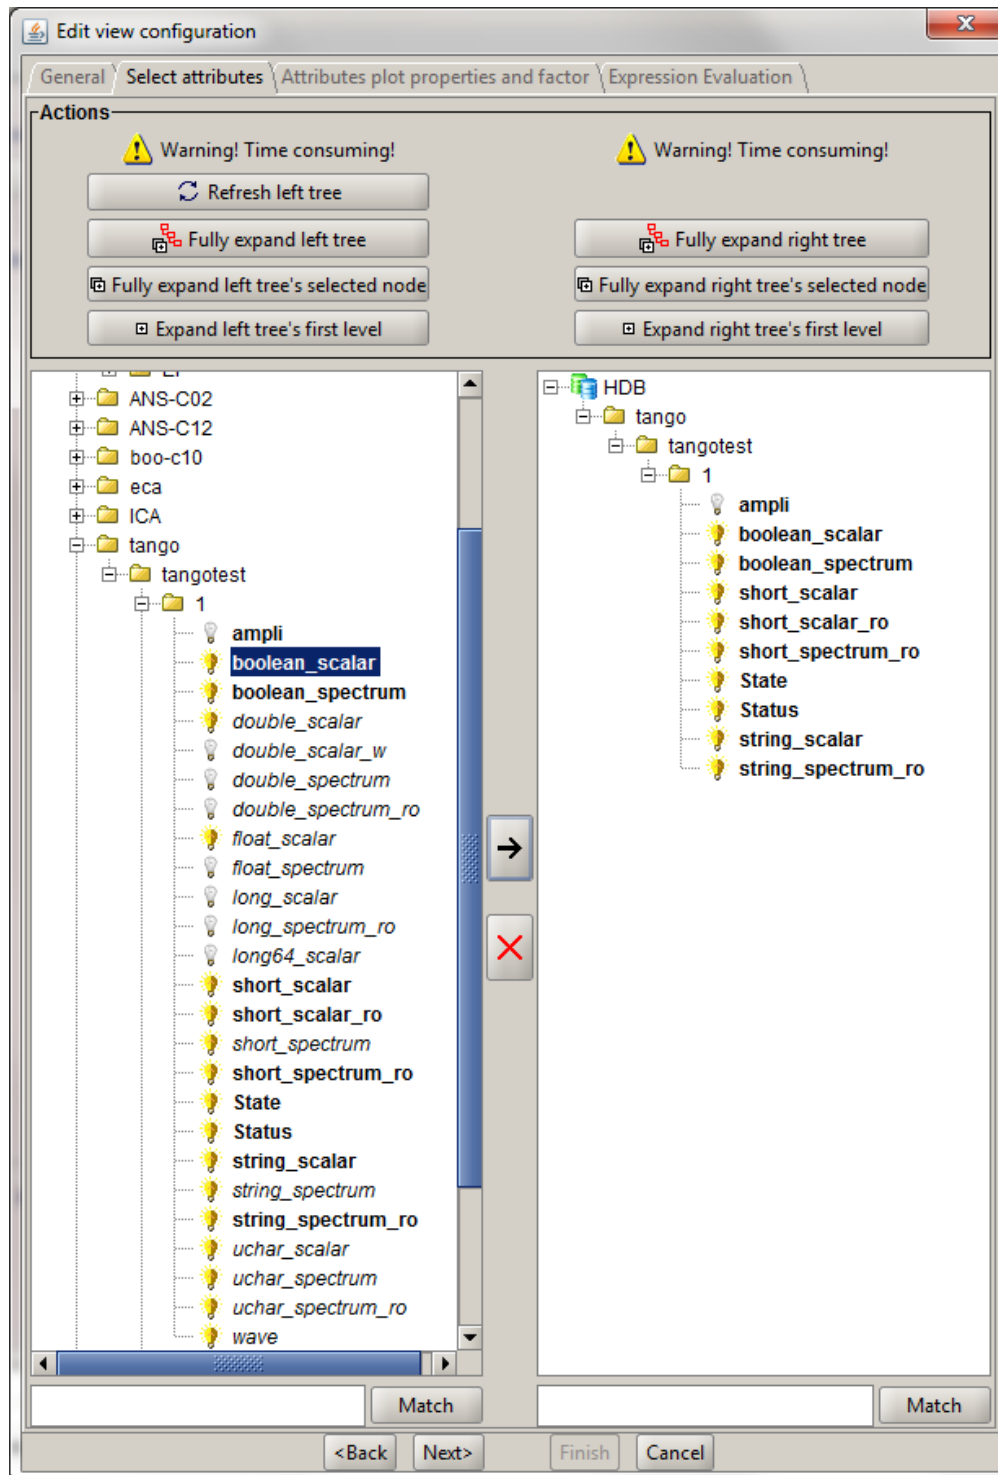 Edit view configuration
General Select attributes Attributes plot properties and factor Expression Evaluation
Actions
Warning! Time consuming! Warning! Time consuming!
Refresh left tree
Fully expand left tree Fully expand right tree
Fully expand left tree's selected node Fully expand right tree's selected node
Expand left tree's first level Expand right tree's first level
ANS-C02
ANS-C12
boo-c10
eca
ICA
tango
tangotest
1
ampli
boolean_scalar
boolean_spectrum
double_scalar
double_scalar_w
double_spectrum
double_spectrum_ro
float_scalar
float_spectrum
long_scalar
long_spectrum_ro
long64_scalar
short_scalar
short_scalar_ro
short_spectrum
short_spectrum_ro
State
Status
string_scalar
string_spectrum
string_spectrum_ro
uchar_scalar
uchar_spectrum
uchar_spectrum_ro
wave
HDB
tango
tangotest
1
ampli
boolean_scalar
boolean_spectrum
short_scalar
short_scalar_ro
short_spectrum_ro
State
Status
string_scalar
string_spectrum_ro
Match Match
<Back Next> Finish Cancel